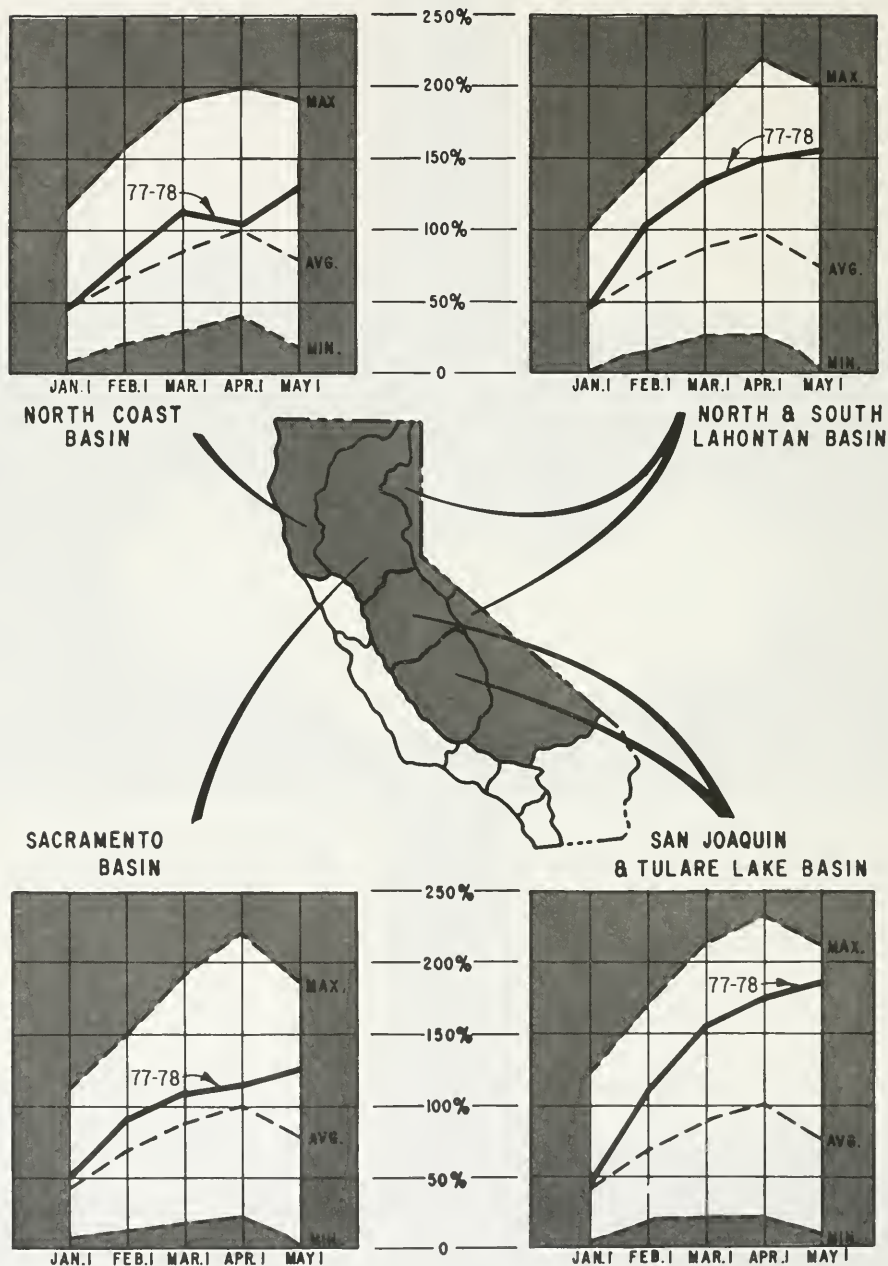 250%
200%
150%
100%
50%
0
MAX
77-78
AVG.
MIN.
JAN.1 FEB.1 MAR.1 APR.1 MAY1
NORTH COAST
BASIN
MAX.
77-78
AVG.
MIN.
JAN.1 FEB.1 MAR.1 APR.1 MAY1
NORTH & SOUTH
LAHONTAN BASIN
SACRAMENTO
BASIN
SAN JOAQUIN
& TULARE LAKE BASIN
250%
200%
150%
100%
50%
0
MAX.
77-78
AVG.
MIN.
JAN.1 FEB.1 MAR.1 APR.1 MAY1
MAX.
77-78
AVG.
MIN.
JAN.1 FEB.1 MAR.1 APR.1 MAY1